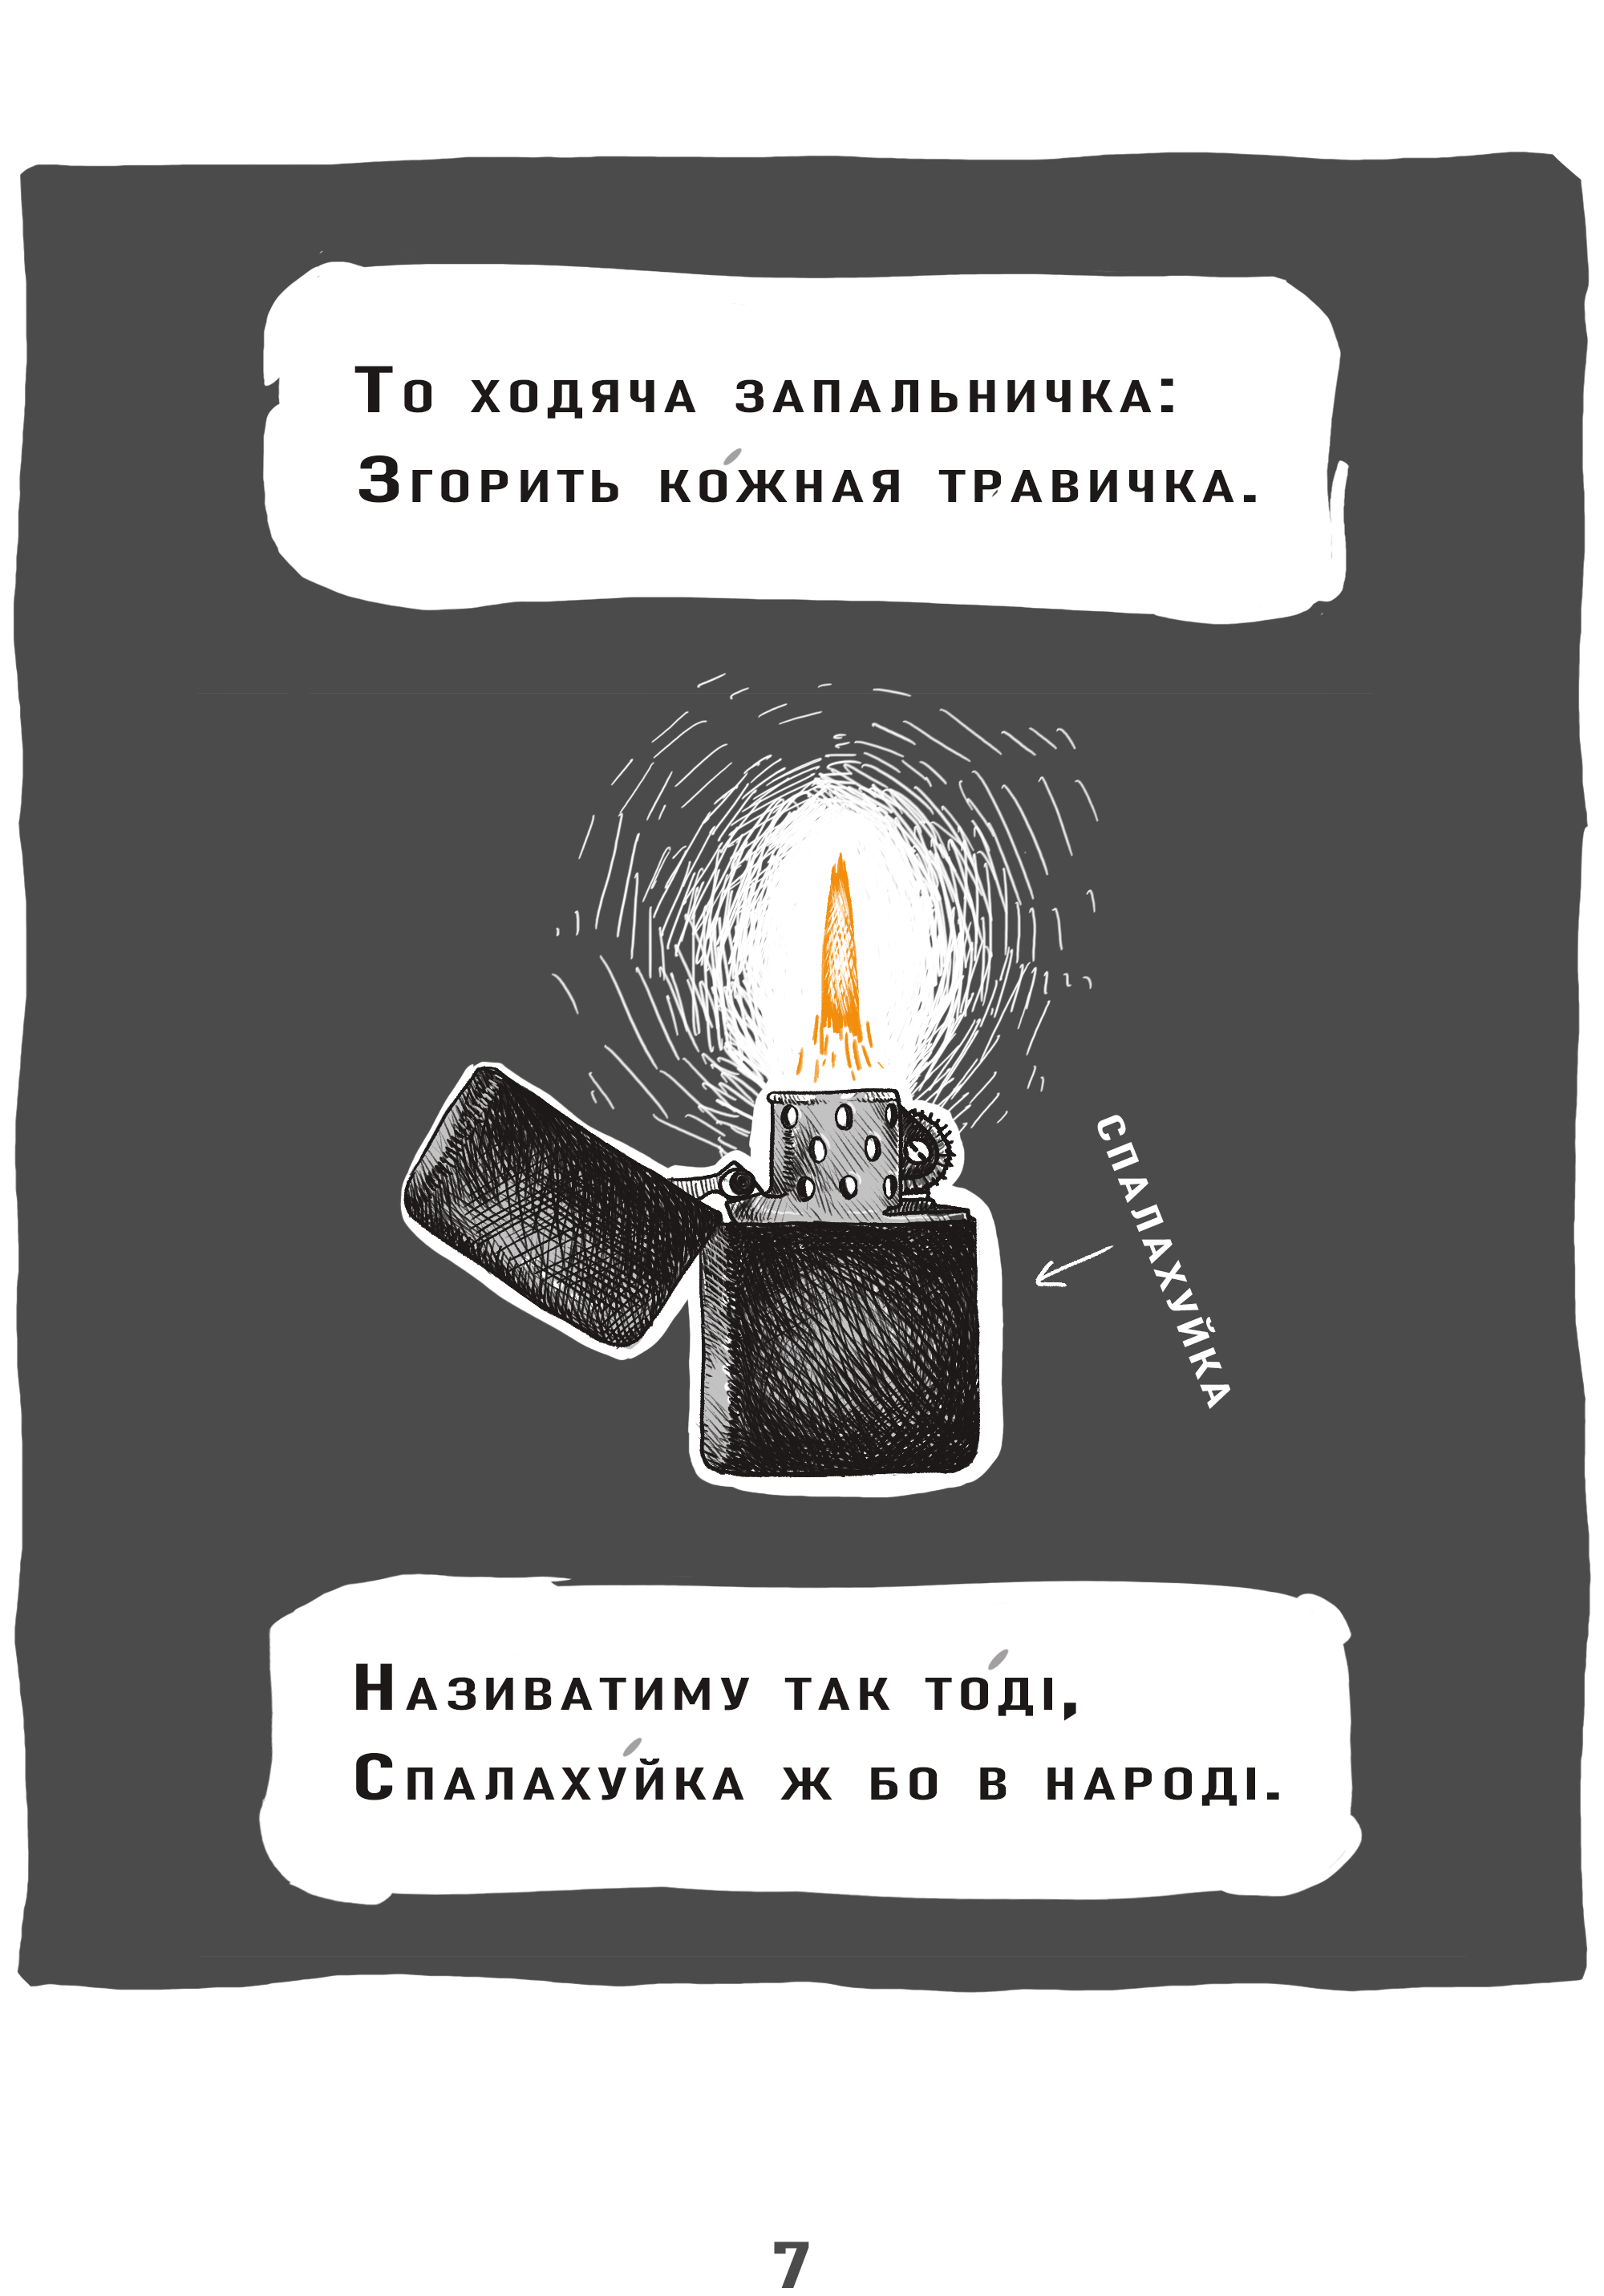 То ходяча запальничка:
Згорить ко́жная травичка.
спалахуйка
Називатиму так то́ді,
Спалаху́йка ж бо в народі.
7